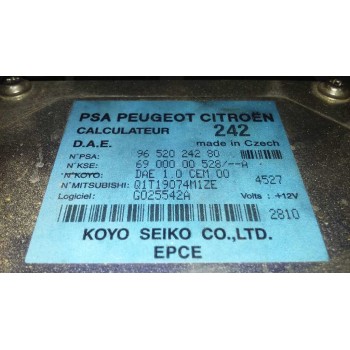 PSA PEUGEOT CITROËN
CALCULATEUR 242
D.A.E. made in Czech
N°PSA: 96 520 242 80
N°KSE: 69 000 00 528/--A
N°KOYO: DAE 1.0 CEM 00
N°MITSUBISHI: Q1T19074M1ZE 4527
Logiciel: G025542A Volts : +12V
2810
KOYO SEIKO CO.,LTD.
EPCE